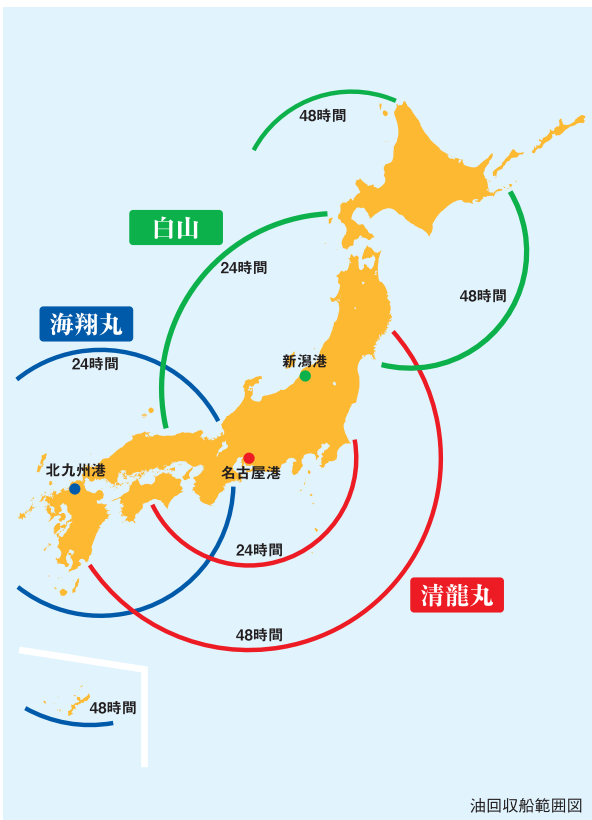 48時間
白山
24時間
48時間
海翔丸
24時間
新潟港
北九州港
名古屋港
24時間
清龍丸
48時間
48時間
油回収船範囲図